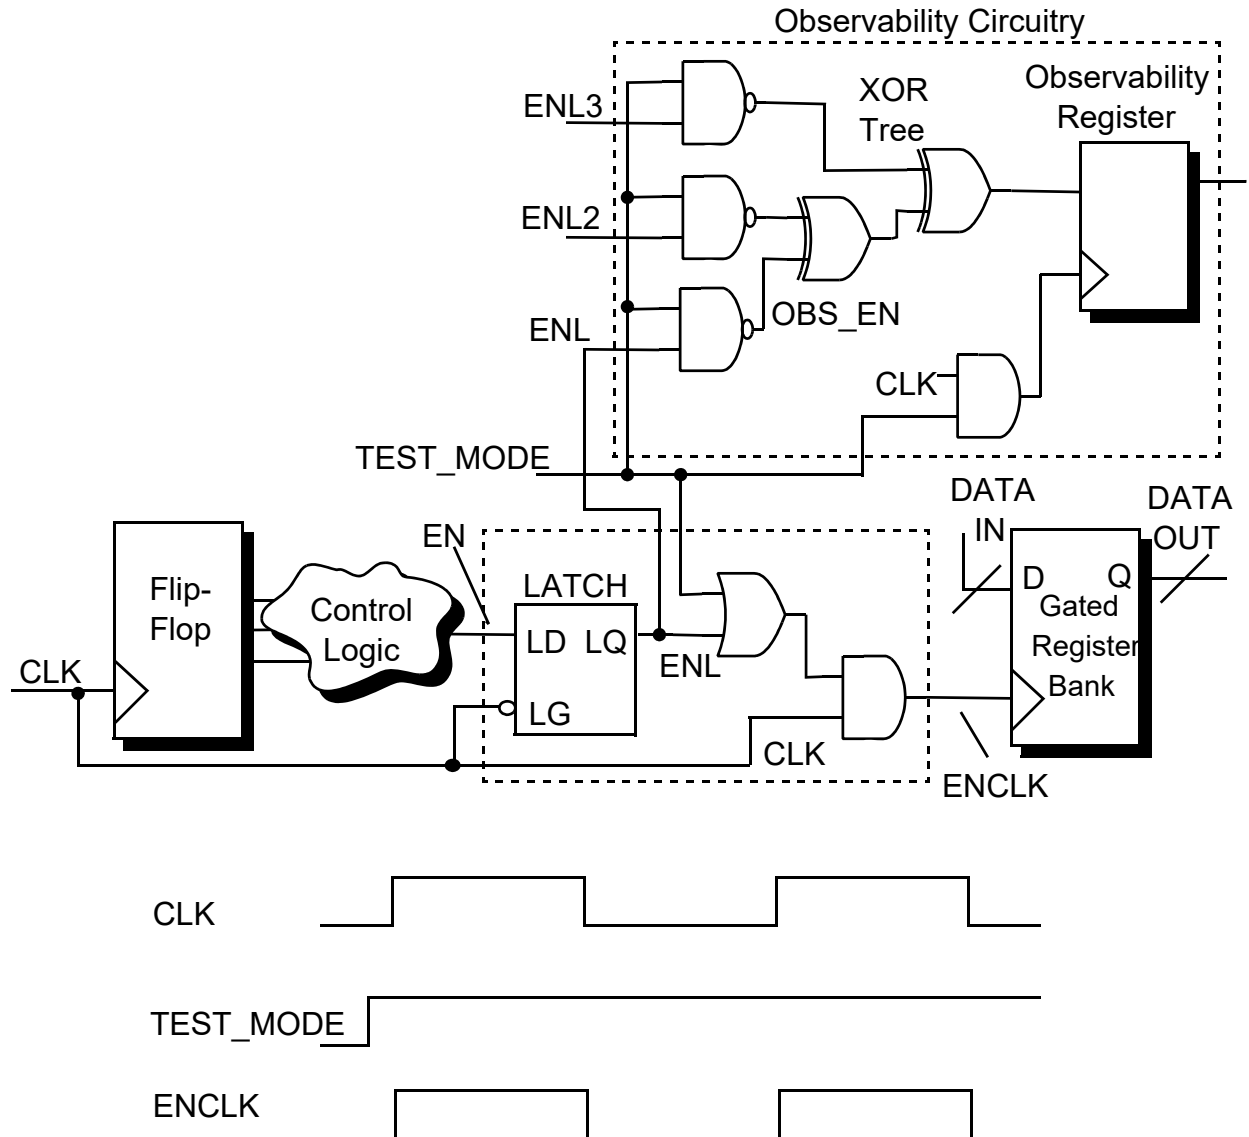 Observability Circuitry
Observability
Register
XOR
Tree
ENL3
ENL2
ENL
OBS_EN
CLK
TEST_MODE
DATA
IN
DATA
OUT
EN
LATCH
Flip-
Flop
Control
Logic
LD LQ
LG
ENL
CLK
CLK
D Q
Gated
Register
Bank
ENCLK
CLK
TEST_MODE
ENCLK